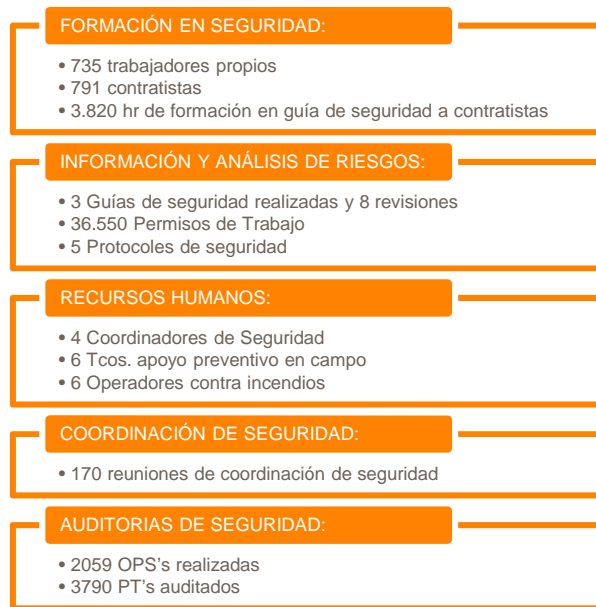 FORMACIÓN EN SEGURIDAD:
• 735 trabajadores propios
• 791 contratistas
• 3.820 hr de formación en guía de seguridad a contratistas
INFORMACIÓN Y ANÁLISIS DE RIESGOS:
• 3 Guías de seguridad realizadas y 8 revisiones
• 36.550 Permisos de Trabajo
• 5 Protocoles de seguridad
RECURSOS HUMANOS:
• 4 Coordinadores de Seguridad
• 6 Tcos. apoyo preventivo en campo
• 6 Operadores contra incendios
COORDINACIÓN DE SEGURIDAD:
• 170 reuniones de coordinación de seguridad
AUDITORIAS DE SEGURIDAD:
• 2059 OPS’s realizadas
• 3790 PT’s auditados